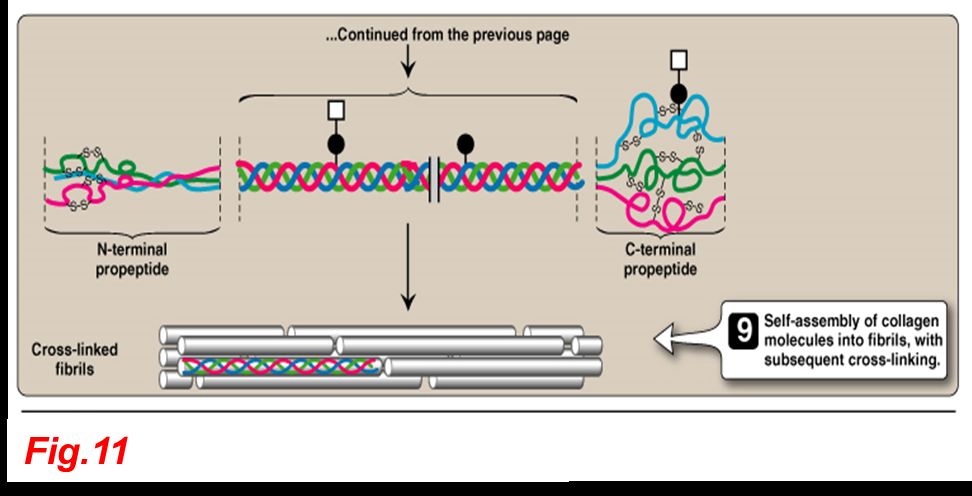 ...Continued from the previous page
S-S
S-S
S-S
S-S
S-S
S-S
S-S
S-S
S-S
S-S
S-S
N-terminal
propeptide
C-terminal
propeptide
Cross-linked
fibrils
9
Self-assembly of collagen
molecules into fibrils, with
subsequent cross-linking.
Fig.11